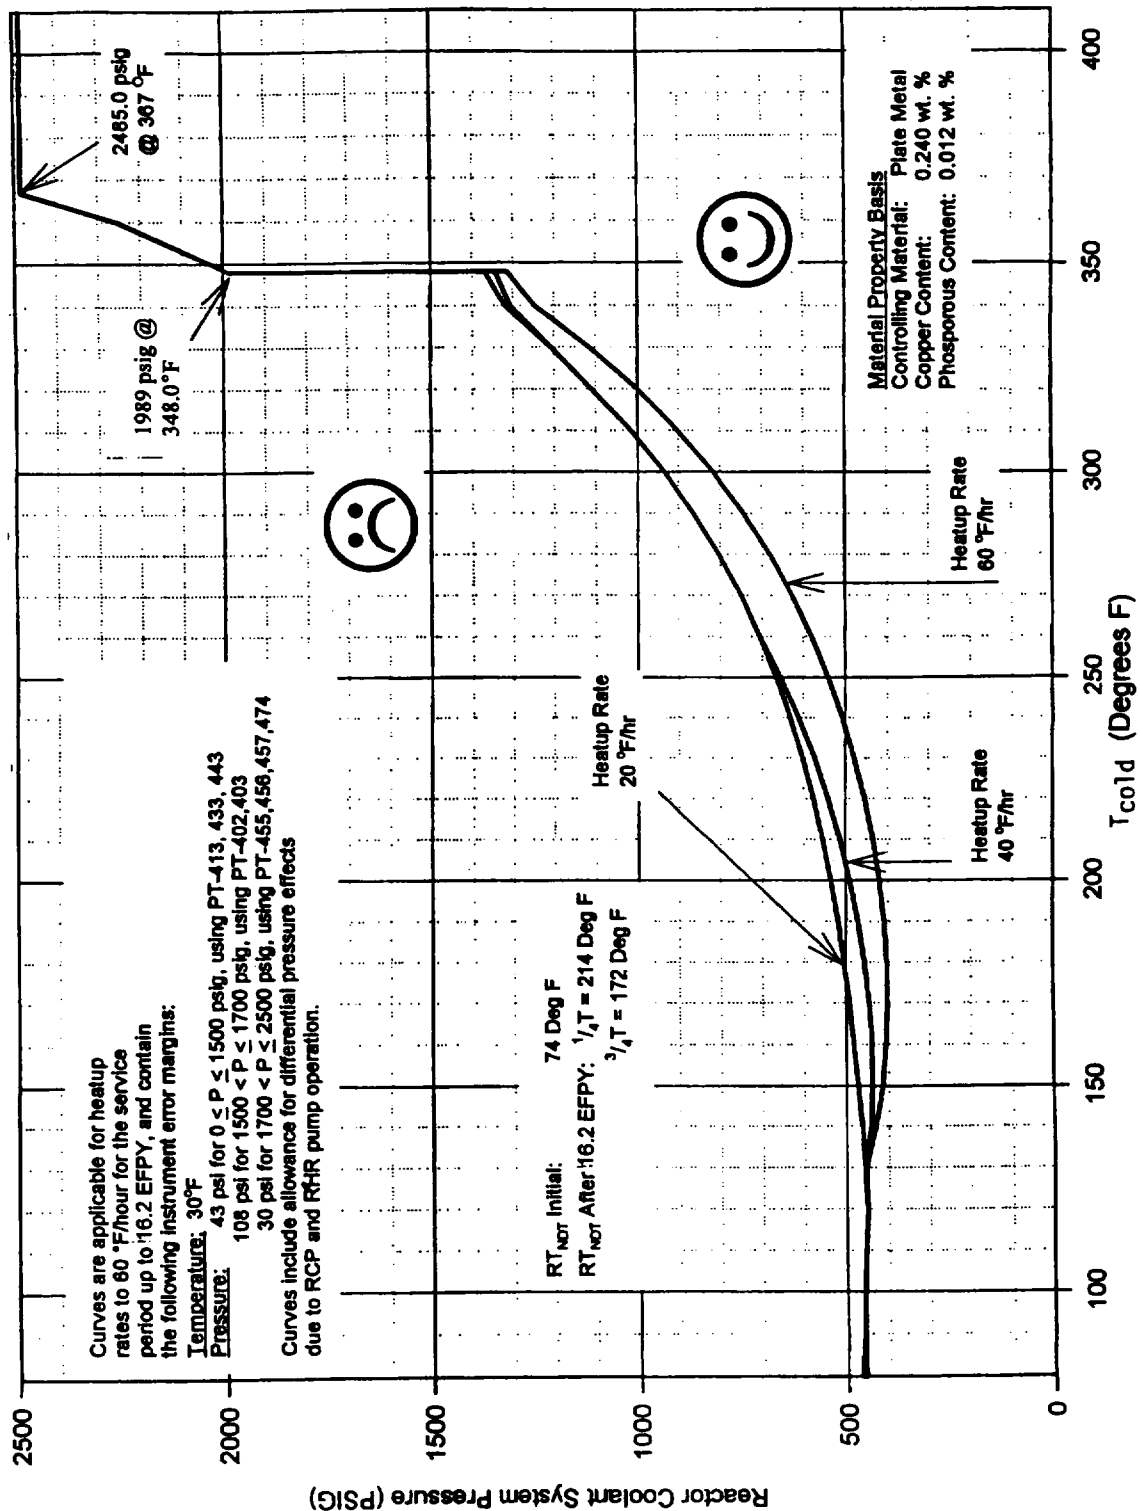 Curves are applicable for heatup
rates to 60 °F/hour for the service
period up to 16.2 EFPY, and contain
the following instrument error margins:
Temperature: 30°F
Pressure: 43 psi for 0 ≤ P ≤ 1500 psig, using PT-413, 433, 443
108 psi for 1500 < P ≤ 1700 psig, using PT-402,403
30 psi for 1700 < P ≤ 2500 psig, using PT-455,456,457,474
Curves include allowance for differential pressure effects
due to RCP and RHR pump operation.
1989 psig @
348.0°F
2485.0 psig
@ 367 °F
RTNDT Initial: 74 Deg F
RTNDT After 16.2 EFPY: 1/4T = 214 Deg F
3/4T = 172 Deg F
Heatup Rate
20 °F/hr
Heatup Rate
40 °F/hr
Heatup Rate
60 °F/hr
Material Property Basis
Controlling Material: Plate Metal
Copper Content: 0.240 wt. %
Phosporous Content: 0.012 wt. %
Reactor Coolant System Pressure (PSIG)
2500
2000
1500
1000
500
0
100
150
200
250
300
350
400
Tcold (Degrees F)